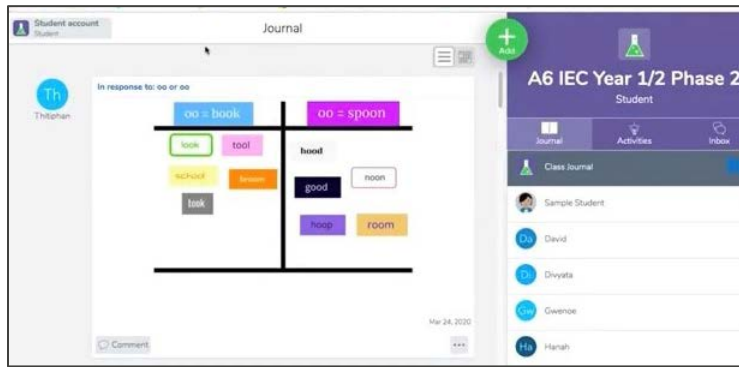 Student account
Student
Journal
Add
A6 IEC Year 1/2 Phase 2
Student
Journal
Activities
Inbox
Th
Thitiphan
In response to: oo or oo
oo = book
oo = spoon
look
tool
school
broom
took
hood
good
noon
hoop
room
Mar 24, 2020
Comment
Class Journal
Sample Student
Da
David
Di
Divyata
Gw
Gwenoe
Ha
Hanah